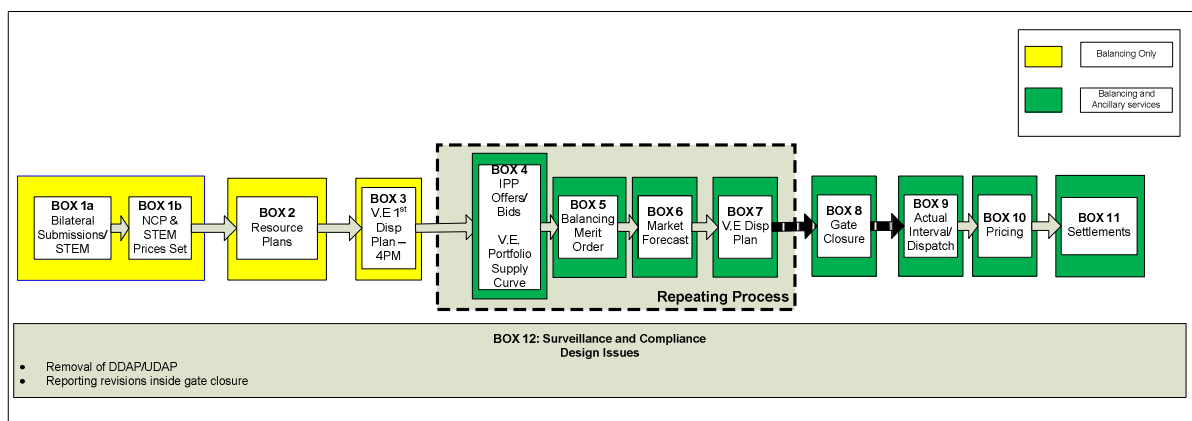 Balancing Only
Balancing and
Ancillary services
BOX 1a
Bilateral
Submissions/
STEM
BOX 1b
NCP &
STEM
Prices Set
BOX 2
Resource
Plans
BOX 3
V.E 1st
Disp
Plan –
4PM
BOX 4
IPP
Offers/
Bids
V.E.
Portfolio
Supply
Curve
BOX 5
Balancing
Merit
Order
BOX 6
Market
Forecast
BOX 7
V.E Disp
Plan
Repeating Process
BOX 8
Gate
Closure
BOX 9
Actual
Interval/
Dispatch
BOX 10
Pricing
BOX 11
Settlements
BOX 12: Surveillance and Compliance
Design Issues
• Removal of DDAP/UDAP
• Reporting revisions inside gate closure